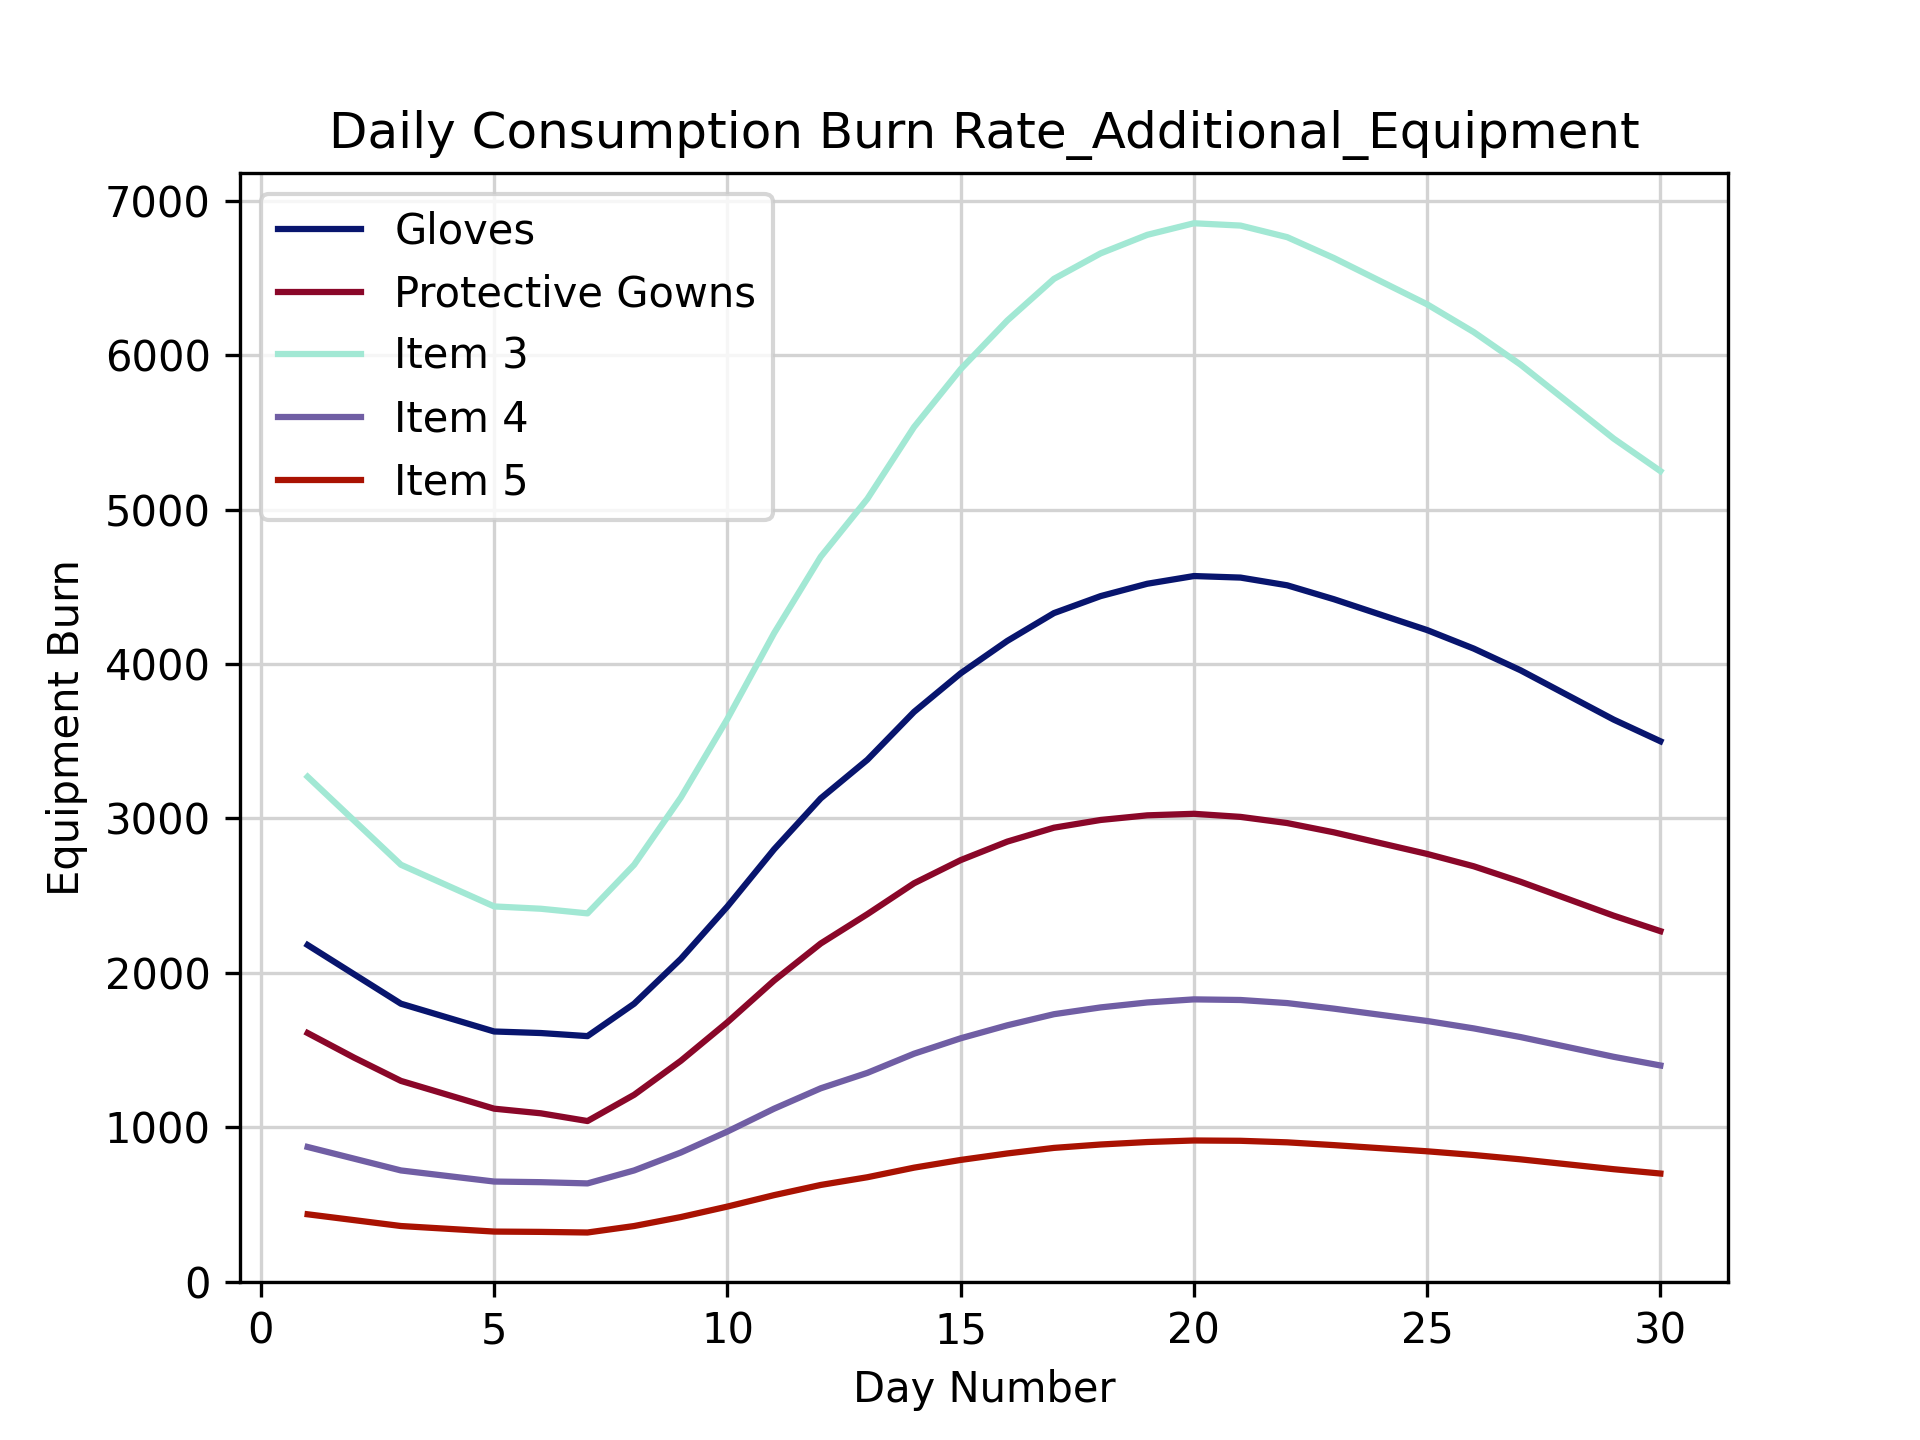 Daily Consumption Burn Rate_Additional_Equipment
7000
6000
5000
4000
3000
2000
1000
0
Equipment Burn
Gloves
Protective Gowns
Item 3
Item 4
Item 5
0 5 10 15 20 25 30
Day Number